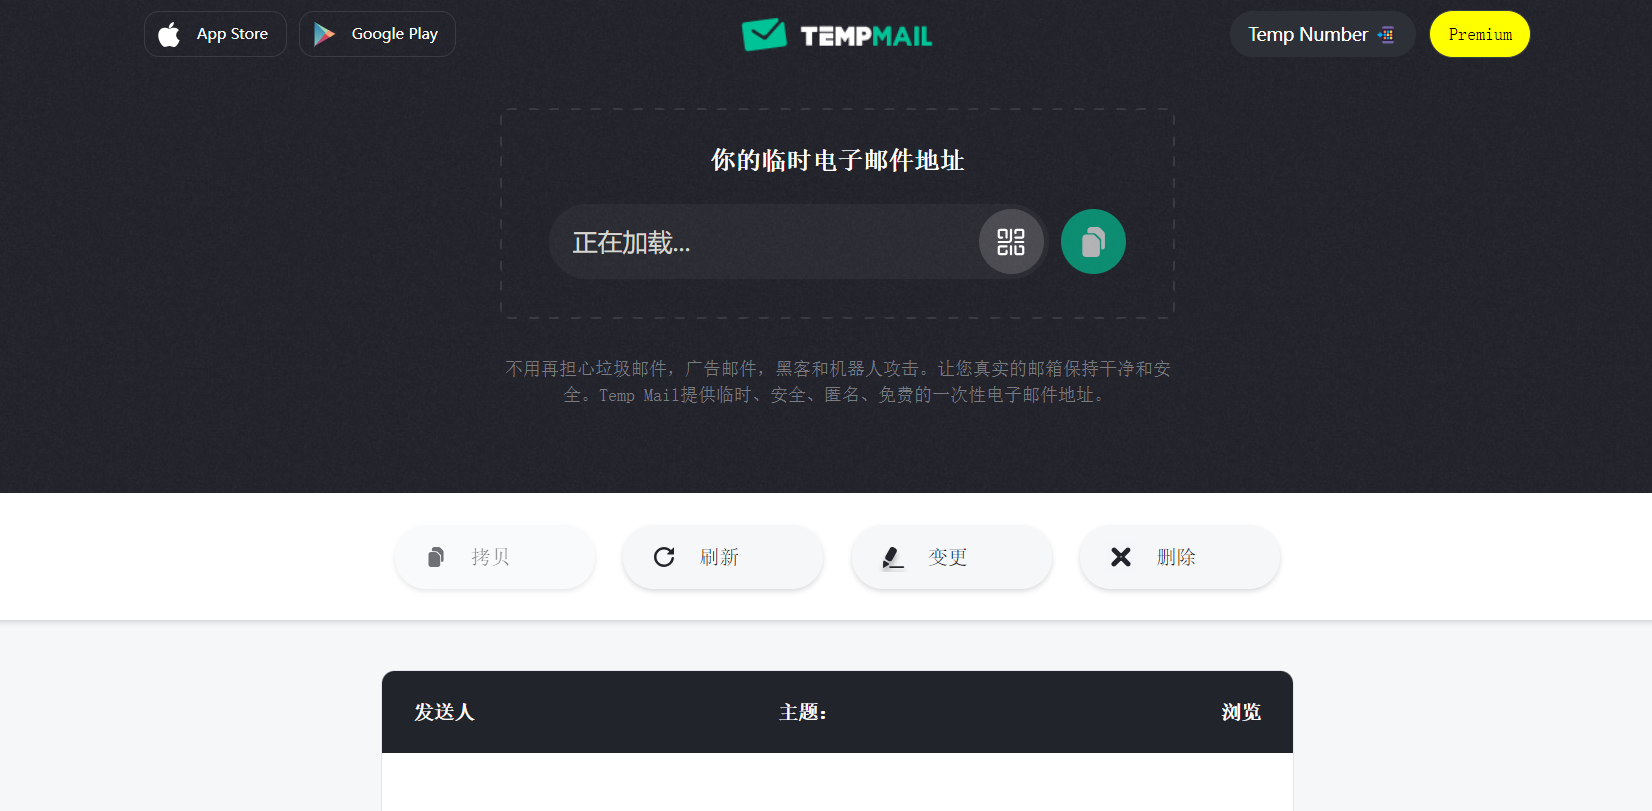 App Store
Google Play
TEMPMAIL
Temp Number
Premium
你的临时电子邮件地址
正在加载...
不用再担心垃圾邮件，广告邮件，黑客和机器人攻击。让您真实的邮箱保持干净和安
全。Temp Mail提供临时、安全、匿名、免费的一次性电子邮件地址。
拷贝
刷新
变更
删除
发送人
主题：
浏览